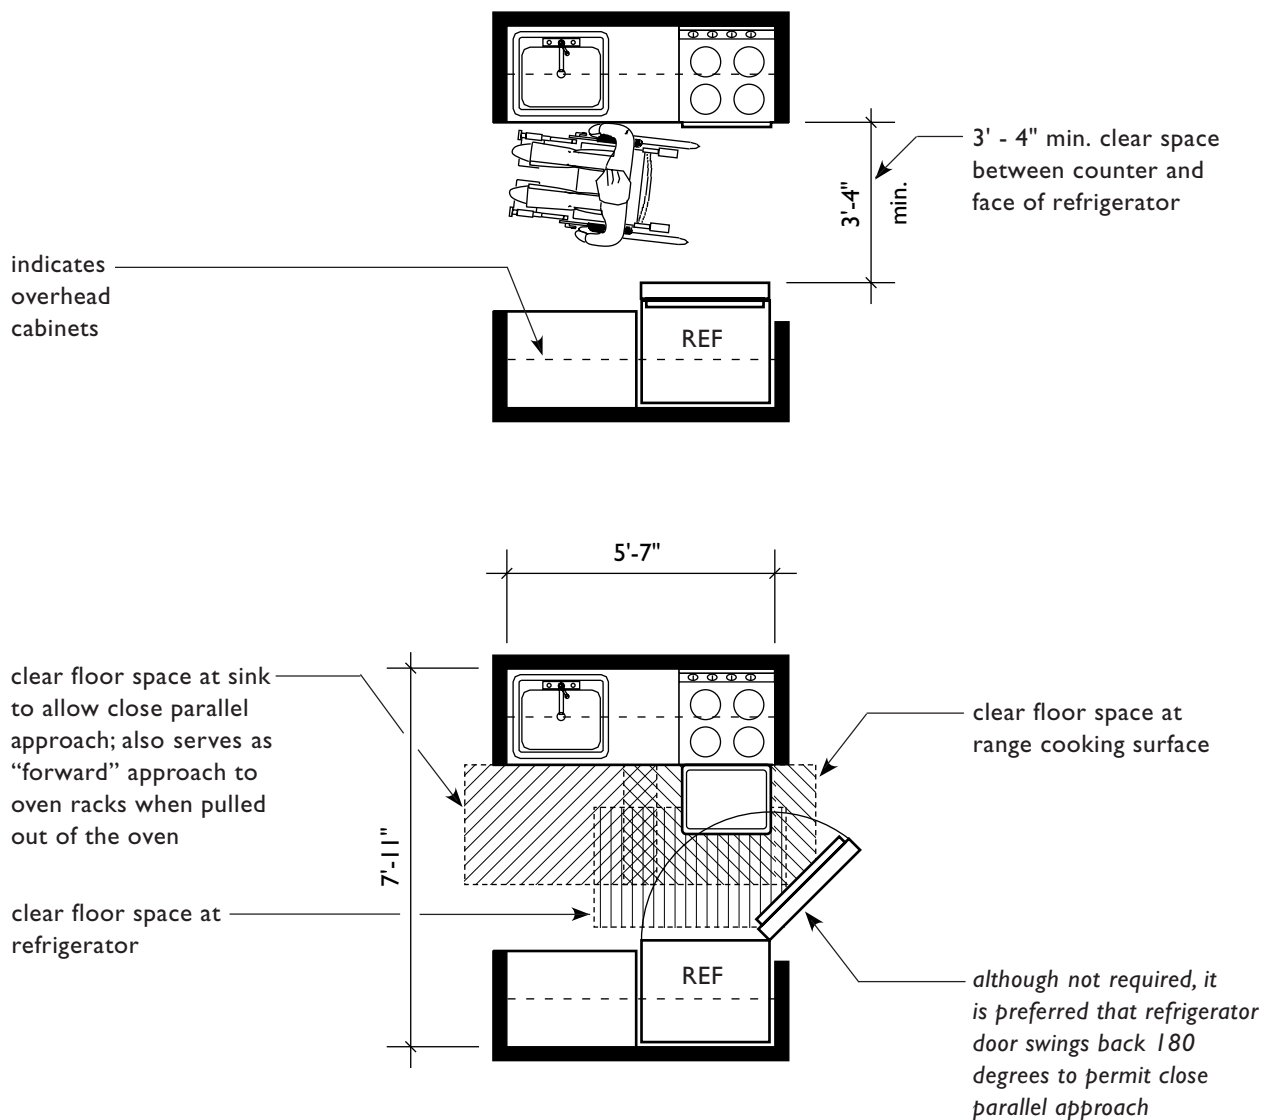 3' - 4" min. clear space
between counter and
face of refrigerator
3'-4"
min.
indicates
overhead
cabinets
REF
5'-7"
clear floor space at sink
to allow close parallel
approach; also serves as
“forward” approach to
oven racks when pulled
out of the oven
clear floor space at
range cooking surface
7'-11"
clear floor space at
refrigerator
REF
although not required, it
is preferred that refrigerator
door swings back 180
degrees to permit close
parallel approach